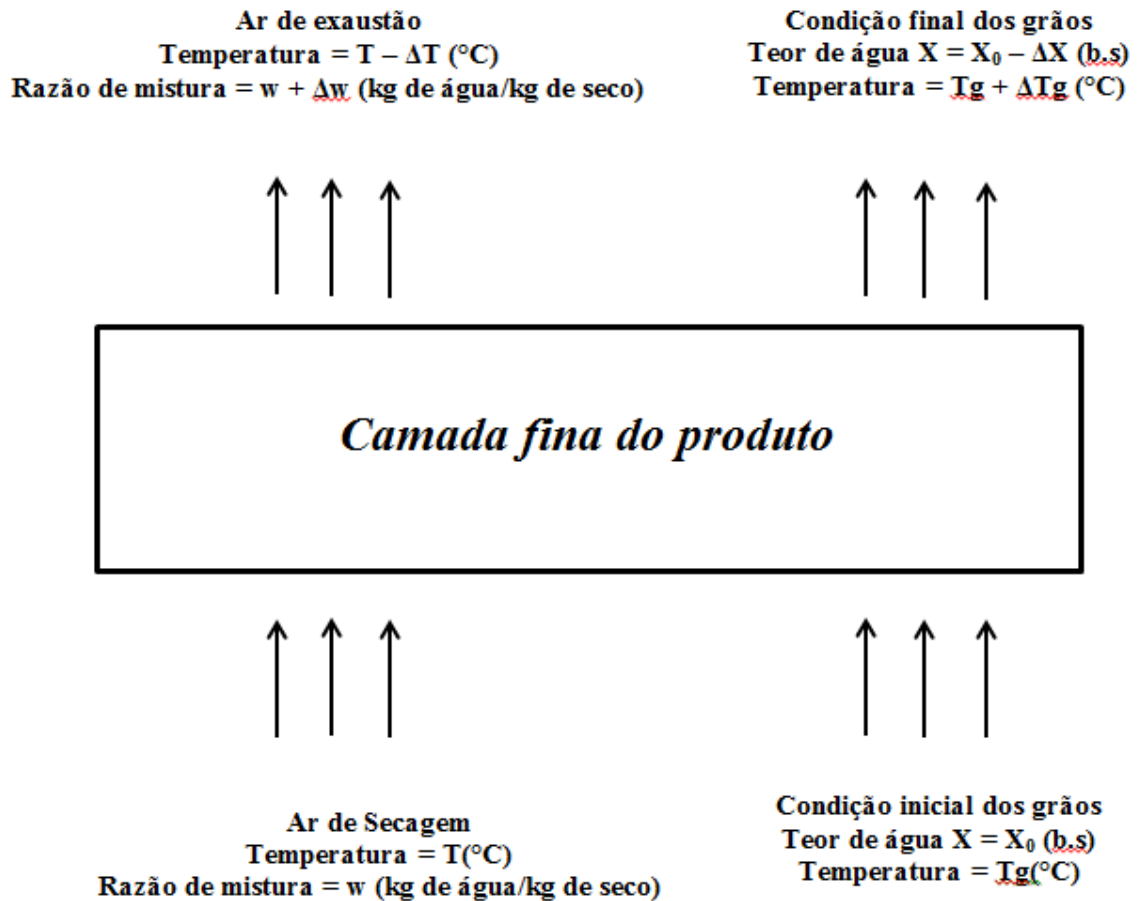 Ar de exaustão
Temperatura = T – ΔT (°C)
Razão de mistura = w + Δw (kg de água/kg de seco)
Condição final dos grãos
Teor de água X = X₀ – ΔX (b.s)
Temperatura = Tg + ΔTg (°C)
Camada fina do produto
Ar de Secagem
Temperatura = T(°C)
Razão de mistura = w (kg de água/kg de seco)
Condição inicial dos grãos
Teor de água X = X₀ (b.s)
Temperatura = Tg(°C)